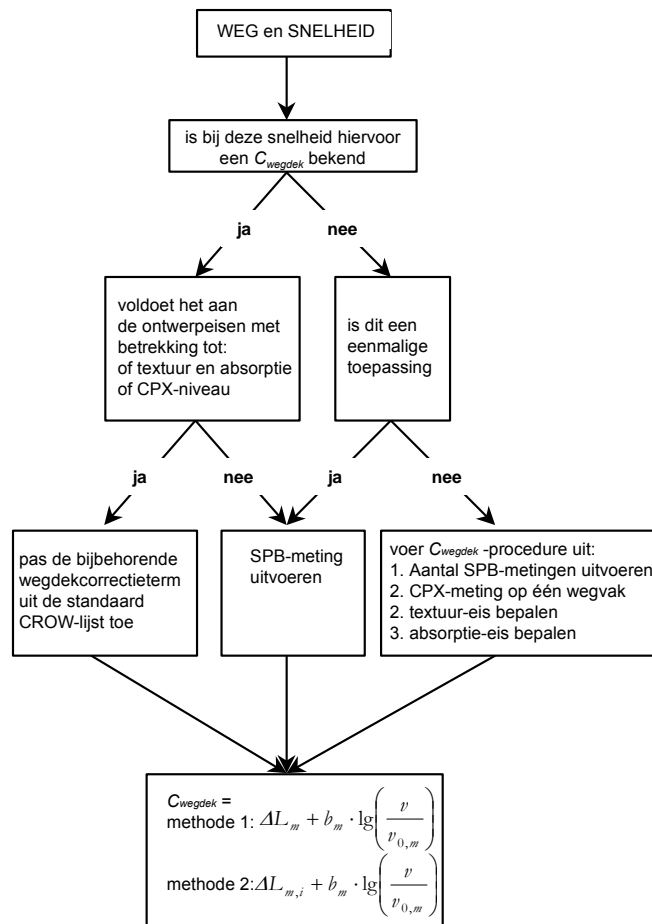 WEG en SNELHEID
is bij deze snelheid hiervoor
een C_wegdek bekend
ja
nee
voldoet het aan
de ontwerpeisen met
betrekking tot:
of textuur en absorptie
of CPX-niveau
is dit een
eenmalige
toepassing
ja
nee
ja
nee
pas de bijbehorende
wegdekcorrectieterm
uit de standaard
CROW-lijst toe
SPB-meting
uitvoeren
voer C_wegdek -procedure uit:
1. Aantal SPB-metingen uitvoeren
2. CPX-meting op één wegvak
2. textuur-eis bepalen
3. absorptie-eis bepalen
C_wegdek =
methode 1: ΔL_m + b_m · lg(v / v_0,m)
methode 2: ΔL_m,i + b_m · lg(v / v_0,m)